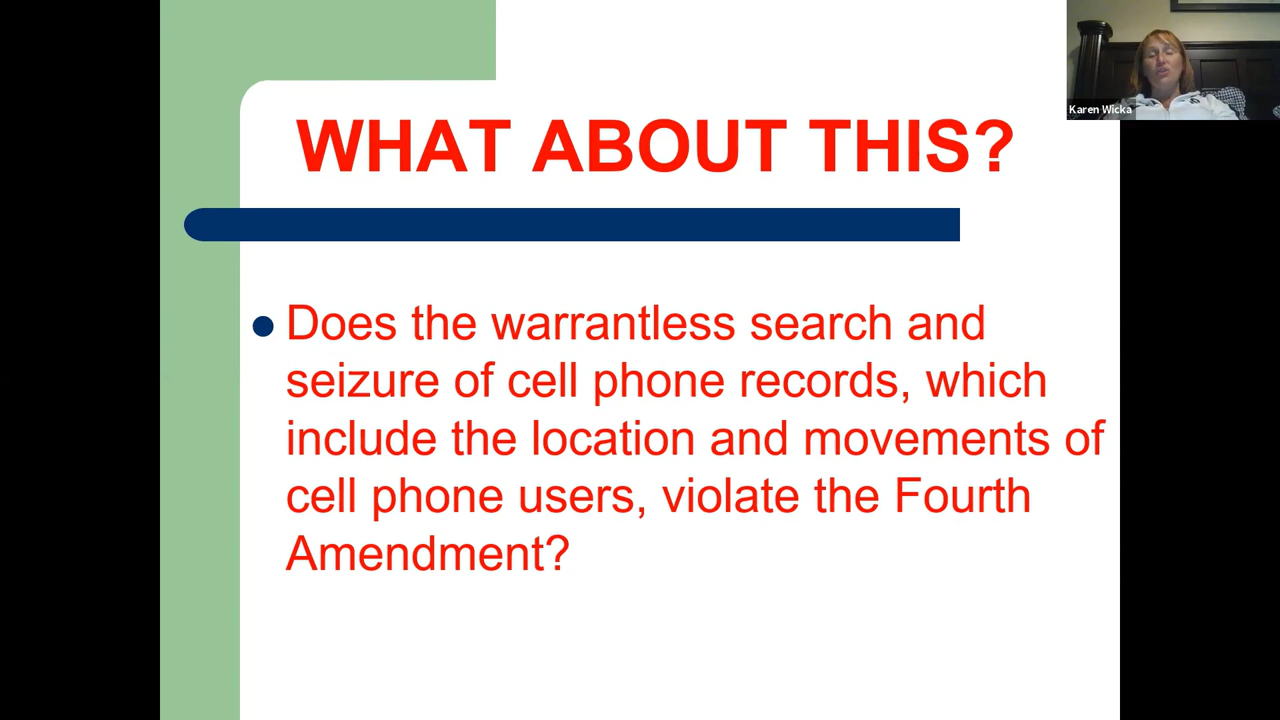 WHAT ABOUT THIS?
Karen Wicka
Does the warrantless search and
seizure of cell phone records, which
include the location and movements of
cell phone users, violate the Fourth
Amendment?